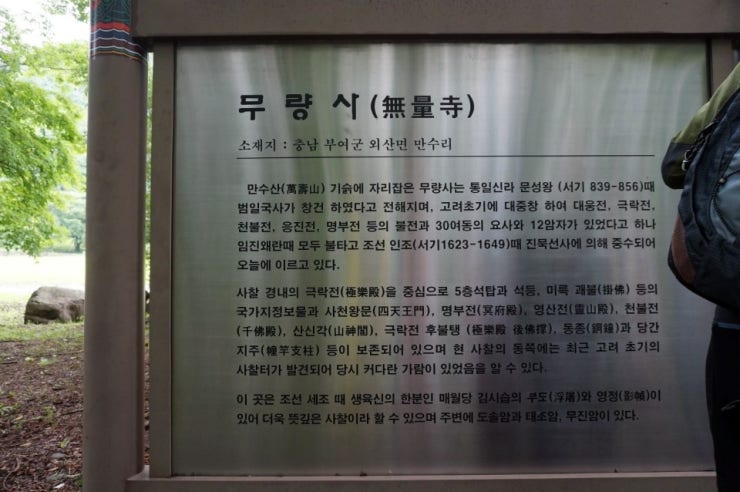 무량사(無量寺)
소재지 : 충남 부여군 외산면 만수리
만수산(萬壽山) 기슭에 자리잡은 무량사는 통일신라 문성왕 (서기 839-856)때
범일국사가 창건 하였다고 전해지며, 고려초기에 대중창 하여 대웅전, 극락전,
천불전, 응진전, 명부전 등의 불전과 30여동의 요사와 12암자가 있었다고 하나
임진왜란때 모두 불타고 조선 인조(서기1623-1649)때 진묵선사에 의해 중수되어
오늘에 이르고 있다.
사찰 경내의 극락전(極樂殿)을 중심으로 5층석탑과 석등, 미륵 괘불(掛佛) 등의
국가지정보물과 사천왕문(四天王門), 명부전(冥府殿), 영산전(靈山殿), 천불전
(千佛殿), 산신각(山神閣), 극락전 후불탱 (極樂殿 後佛撑), 동종(銅鐘)과 당간
지주(幢竿支柱) 등이 보존되어 있으며 현 사찰의 동쪽에는 최근 고려 초기의
사찰터가 발견되어 당시 커다란 가람이 있었음을 알 수 있다.
이 곳은 조선 세조 때 생육신의 한분인 매월당 김시습의 부도(浮屠)와 영정(影幀)이
있어 더욱 뜻깊은 사찰이라 할 수 있으며 주변에 도솔암과 태조암, 무진암이 있다.